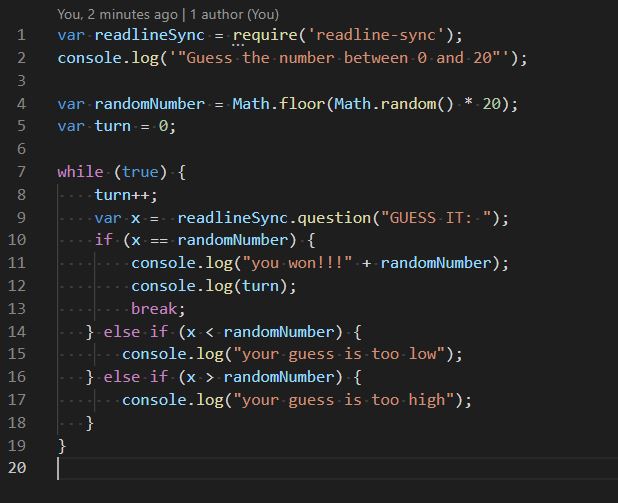 You, 2 minutes ago | 1 author (You)
1 var readlineSync = require('readline-sync');
2 console.log('"Guess the number between 0 and 20"');
3
4 var randomNumber = Math.floor(Math.random() * 20);
5 var turn = 0;
6
7 while (true) {
8     turn++;
9     var x =  readlineSync.question("GUESS IT: ");
10     if (x == randomNumber) {
11         console.log("you won!!!" + randomNumber);
12         console.log(turn);
13         break;
14    } else if (x < randomNumber) {
15        console.log("your guess is too low");
16    } else if (x > randomNumber) {
17        console.log("your guess is too high");
18    }
19 }
20